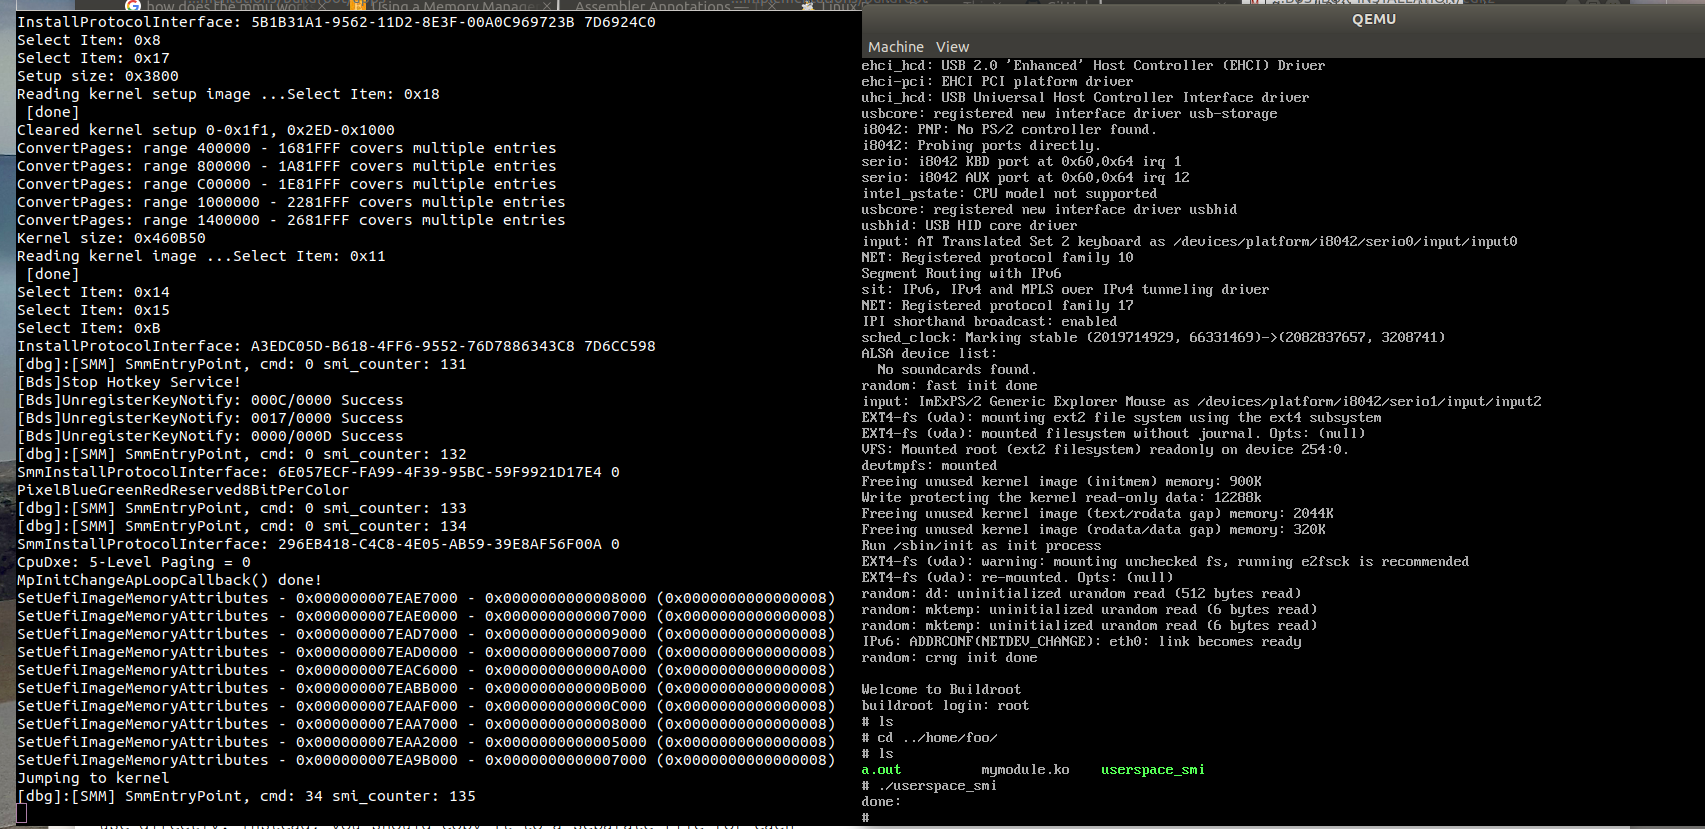 how does the mmu wor
Using a Memory Manage
Assembler Annotations —
Linux
InstallProtocolInterface: 5B1B31A1-9562-11D2-8E3F-00A0C969723B 7D6924C0
Select Item: 0x8
Select Item: 0x17
Setup size: 0x3800
Reading kernel setup image ...Select Item: 0x18
[done]
Cleared kernel setup 0-0x1f1, 0x2ED-0x1000
ConvertPages: range 400000 - 1681FFF covers multiple entries
ConvertPages: range 800000 - 1A81FFF covers multiple entries
ConvertPages: range C00000 - 1E81FFF covers multiple entries
ConvertPages: range 1000000 - 2281FFF covers multiple entries
ConvertPages: range 1400000 - 2681FFF covers multiple entries
Kernel size: 0x460B50
Reading kernel image ...Select Item: 0x11
[done]
Select Item: 0x14
Select Item: 0x15
Select Item: 0xB
InstallProtocolInterface: A3EDC05D-B618-4FF6-9552-76D7886343C8 7D6CC598
[dbg]:[SMM] SmmEntryPoint, cmd: 0 smi_counter: 131
[Bds]Stop Hotkey Service!
[Bds]UnregisterKeyNotify: 000C/0000 Success
[Bds]UnregisterKeyNotify: 0017/0000 Success
[Bds]UnregisterKeyNotify: 0000/000D Success
[dbg]:[SMM] SmmEntryPoint, cmd: 0 smi_counter: 132
SmmInstallProtocolInterface: 6E057ECF-FA99-4F39-95BC-59F9921D17E4 0
PixelBlueGreenRedReserved8BitPerColor
[dbg]:[SMM] SmmEntryPoint, cmd: 0 smi_counter: 133
[dbg]:[SMM] SmmEntryPoint, cmd: 0 smi_counter: 134
SmmInstallProtocolInterface: 296EB418-C4C8-4E05-AB59-39E8AF56F00A 0
CpuDxe: 5-Level Paging = 0
MpInitChangeApLoopCallback() done!
SetUefiImageMemoryAttributes - 0x000000007EAE7000 - 0x0000000000008000 (0x0000000000000008)
SetUefiImageMemoryAttributes - 0x000000007EAE0000 - 0x0000000000007000 (0x0000000000000008)
SetUefiImageMemoryAttributes - 0x000000007EAD7000 - 0x0000000000009000 (0x0000000000000008)
SetUefiImageMemoryAttributes - 0x000000007EAD0000 - 0x0000000000007000 (0x0000000000000008)
SetUefiImageMemoryAttributes - 0x000000007EAC6000 - 0x000000000000A000 (0x0000000000000008)
SetUefiImageMemoryAttributes - 0x000000007EABB000 - 0x000000000000B000 (0x0000000000000008)
SetUefiImageMemoryAttributes - 0x000000007EAAF000 - 0x000000000000C000 (0x0000000000000008)
SetUefiImageMemoryAttributes - 0x000000007EAA7000 - 0x0000000000008000 (0x0000000000000008)
SetUefiImageMemoryAttributes - 0x000000007EAA2000 - 0x0000000000005000 (0x0000000000000008)
SetUefiImageMemoryAttributes - 0x000000007EA9B000 - 0x0000000000007000 (0x0000000000000008)
Jumping to kernel
[dbg]:[SMM] SmmEntryPoint, cmd: 34 smi_counter: 135
QEMU
Machine View
ehci_hcd: USB 2.0 'Enhanced' Host Controller (EHCI) Driver
ehci-pci: EHCI PCI platform driver
uhci_hcd: USB Universal Host Controller Interface driver
usbcore: registered new interface driver usb-storage
i8042: PNP: No PS/2 controller found.
i8042: Probing ports directly.
serio: i8042 KBD port at 0x60,0x64 irq 1
serio: i8042 AUX port at 0x60,0x64 irq 12
intel_pstate: CPU model not supported
usbcore: registered new interface driver usbhid
usbhid: USB HID core driver
input: AT Translated Set 2 keyboard as /devices/platform/i8042/serio0/input/input0
NET: Registered protocol family 10
Segment Routing with IPv6
sit: IPv6, IPv4 and MPLS over IPv4 tunneling driver
NET: Registered protocol family 17
IPI shorthand broadcast: enabled
sched_clock: Marking stable (2019714929, 66331469)->(2082837657, 3208741)
ALSA device list:
No soundcards found.
random: fast init done
input: ImExPS/2 Generic Explorer Mouse as /devices/platform/i8042/serio1/input/input2
EXT4-fs (vda): mounting ext2 file system using the ext4 subsystem
EXT4-fs (vda): mounted filesystem without journal. Opts: (null)
VFS: Mounted root (ext2 filesystem) readonly on device 254:0.
devtmpfs: mounted
Freeing unused kernel image (initmem) memory: 900K
Write protecting the kernel read-only data: 12288k
Freeing unused kernel image (text/rodata gap) memory: 2044K
Freeing unused kernel image (rodata/data gap) memory: 320K
Run /sbin/init as init process
EXT4-fs (vda): warning: mounting unchecked fs, running e2fsck is recommended
EXT4-fs (vda): re-mounted. Opts: (null)
random: dd: uninitialized urandom read (512 bytes read)
random: mktemp: uninitialized urandom read (6 bytes read)
random: mktemp: uninitialized urandom read (6 bytes read)
IPv6: ADDRCONF(NETDEV_CHANGE): eth0: link becomes ready
random: crng init done
Welcome to Buildroot
buildroot login: root
# ls
# cd ../home/foo/
# ls
a.out mymodule.ko userspace_smi
# ./userspace_smi
done:
#